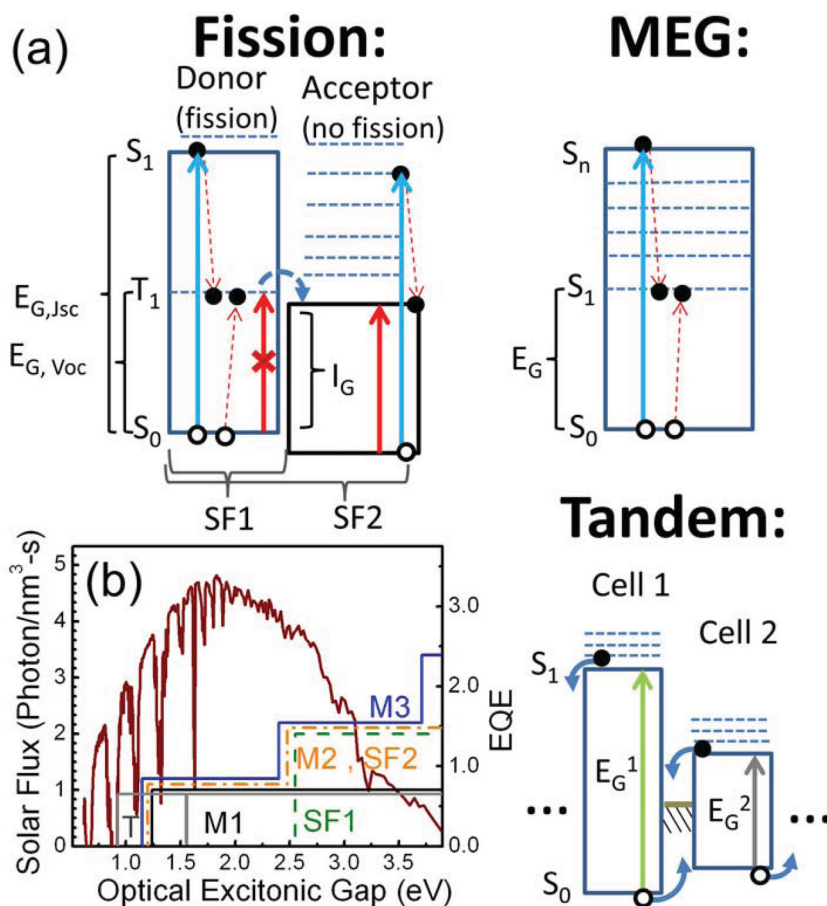 (a)
Fission:
MEG:
Donor
(fission)
Acceptor
(no fission)
S1
T1
S0
EG,Jsc
EG, Voc
IG
SF1
SF2
Sn
S1
EG
S0
(b)
Solar Flux (Photon/nm³-s)
5
4
3
2
1
0
3.0
2.0
1.0
0.0
EQE
M3
M2 , SF2
T
M1
SF1
1.0
1.5
2.0
2.5
3.0
3.5
Optical Excitonic Gap (eV)
Tandem:
Cell 1
Cell 2
S1
EG¹
EG²
S0
...
...